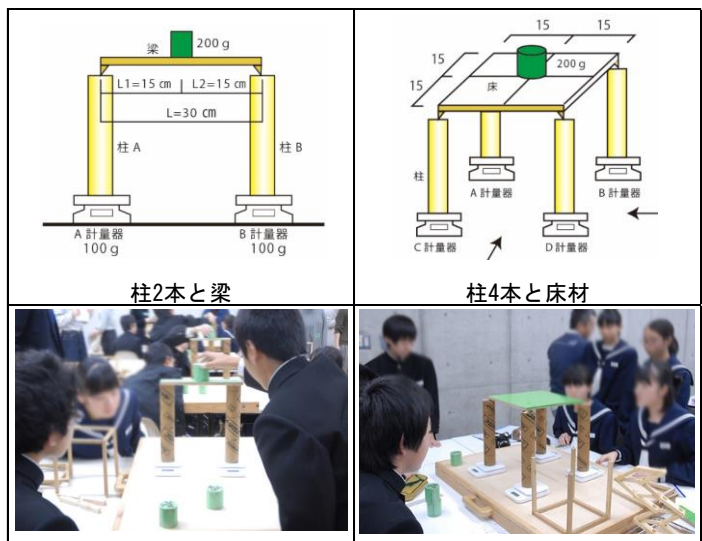 梁
200 g
L1=15 ㎝
L2=15 ㎝
L=30 ㎝
柱 A
柱 B
A 計量器
100 g
B 計量器
100 g
柱2本と梁
15
15
15
15
200 g
床
柱
A 計量器
B 計量器
C 計量器
D 計量器
柱4本と床材